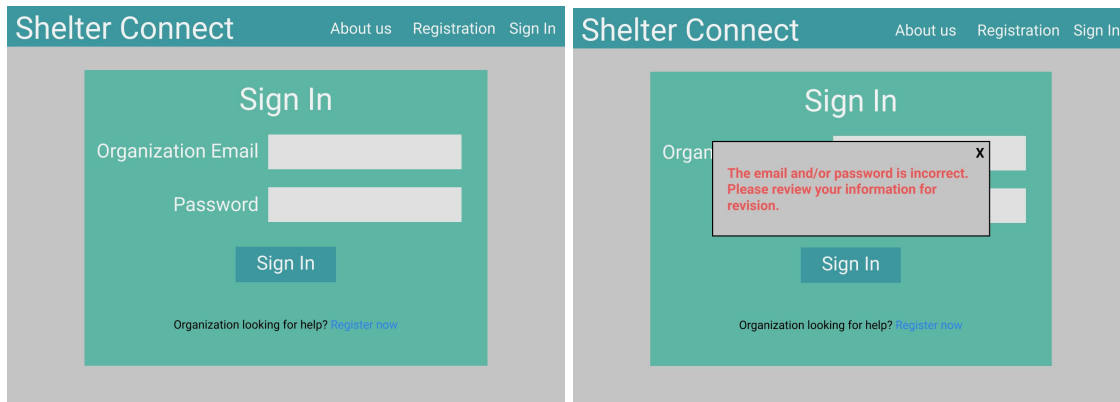 Shelter Connect About us Registration Sign In
Sign In
Organization Email
Password
Sign In
Organization looking for help? Register now
Shelter Connect About us Registration Sign In
Sign In
Organ
X
The email and/or password is incorrect.
Please review your information for
revision.
Sign In
Organization looking for help? Register now